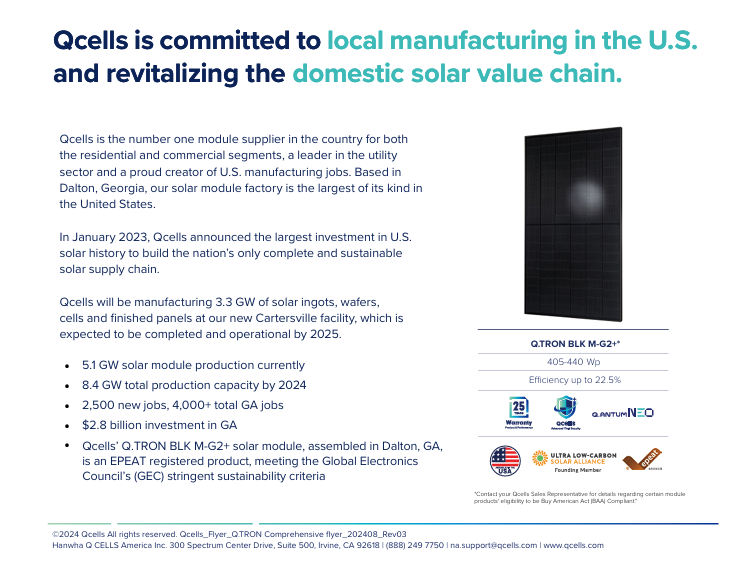 Qcells is committed to local manufacturing in the U.S.
and revitalizing the domestic solar value chain.
Qcells is the number one module supplier in the country for both
the residential and commercial segments, a leader in the utility
sector and a proud creator of U.S. manufacturing jobs. Based in
Dalton, Georgia, our solar module factory is the largest of its kind in
the United States.
In January 2023, Qcells announced the largest investment in U.S.
solar history to build the nation's only complete and sustainable
solar supply chain.
Qcells will be manufacturing 3.3 GW of solar ingots, wafers,
cells and finished panels at our new Cartersville facility, which is
expected to be completed and operational by 2025.
• 5.1 GW solar module production currently
• 8.4 GW total production capacity by 2024
• 2,500 new jobs, 4,000+ total GA jobs
• $2.8 billion investment in GA
• Qcells' Q.TRON BLK M-G2+ solar module, assembled in Dalton, GA,
is an EPEAT registered product, meeting the Global Electronics
Council's (GEC) stringent sustainability criteria
Q.TRON BLK M-G2+*
405-440 Wp
Efficiency up to 22.5%
25
Warranty
Q.ANTUM NEO
USA
ULTRA LOW-CARBON
SOLAR ALLIANCE
Founding Member
epeat
*Contact your Qcells Sales Representative for details regarding certain module
products' eligibility to be Buy American Act (BAA) Compliant*
©2024 Qcells All rights reserved. Qcells_Flyer_Q.TRON Comprehensive flyer_202408_Rev03
Hanwha Q CELLS America Inc. 300 Spectrum Center Drive, Suite 500, Irvine, CA 92618 | (888) 249 7750 | na.support@qcells.com | www.qcells.com